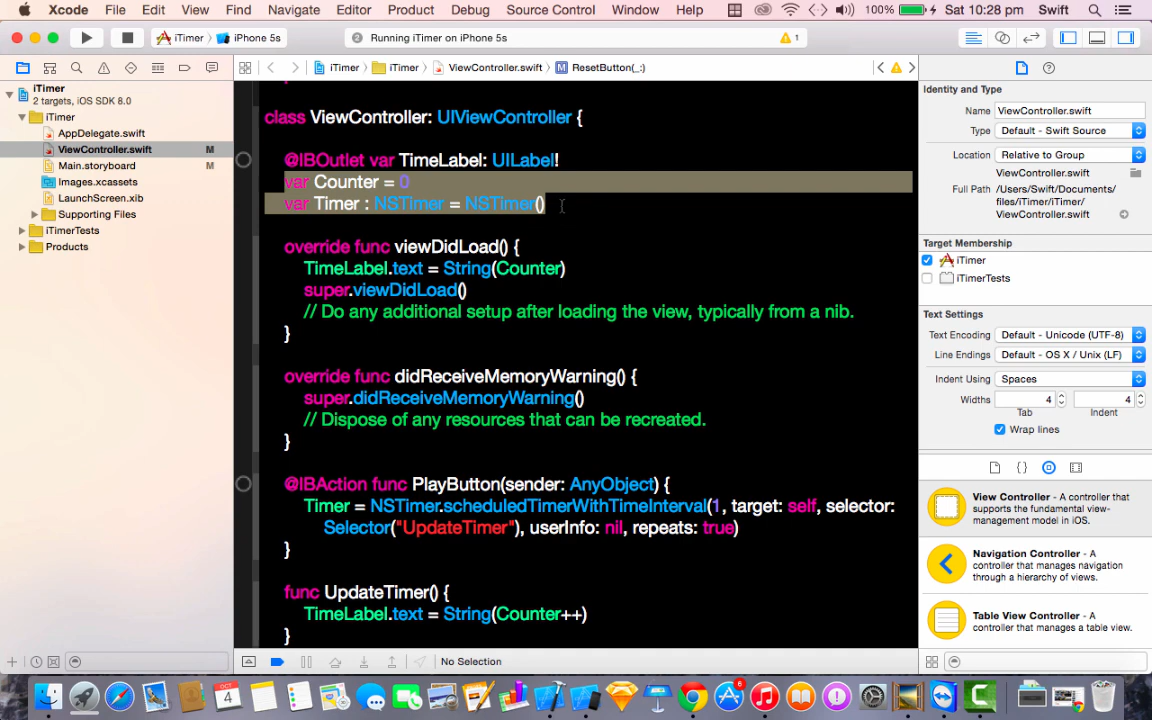 Xcode File Edit View Find Navigate Editor Product Debug Source Control Window Help 100% Sat 10:28 pm Swift
iTimer iPhone 5s 2 Running iTimer on iPhone 5s 1
iTimer iTimer ViewController.swift M ResetButton(_:)
iTimer
2 targets, iOS SDK 8.0
iTimer
AppDelegate.swift
ViewController.swift M
Main.storyboard M
Images.xcassets
LaunchScreen.xib
Supporting Files
iTimerTests
Products
class ViewController: UIViewController {
@IBOutlet var TimeLabel: UILabel!
var Counter = 0
var Timer : NSTimer = NSTimer()
override func viewDidLoad() {
TimeLabel.text = String(Counter)
super.viewDidLoad()
// Do any additional setup after loading the view, typically from a nib.
}
override func didReceiveMemoryWarning() {
super.didReceiveMemoryWarning()
// Dispose of any resources that can be recreated.
}
@IBAction func PlayButton(sender: AnyObject) {
Timer = NSTimer.scheduledTimerWithTimeInterval(1, target: self, selector:
Selector("UpdateTimer"), userInfo: nil, repeats: true)
}
func UpdateTimer() {
TimeLabel.text = String(Counter++)
}
No Selection
Identity and Type
Name ViewController.swift
Type Default - Swift Source
Location Relative to Group
ViewController.swift
Full Path /Users/Swift/Documents/
files/iTimer/iTimer/
ViewController.swift
Target Membership
iTimer
iTimerTests
Text Settings
Text Encoding Default - Unicode (UTF-8)
Line Endings Default - OS X / Unix (LF)
Indent Using Spaces
Widths 4 4
Tab Indent
Wrap lines
{ }
View Controller - A controller that
supports the fundamental view-
management model in iOS.
Navigation Controller - A
controller that manages navigation
through a hierarchy of views.
Table View Controller - A
controller that manages a table view.
OCT
4
6